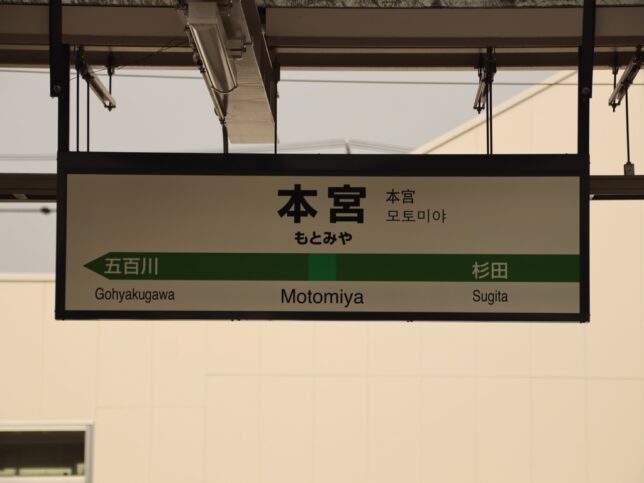 本宮
本宮
모토미야
もとみや
五百川
杉田
Gohyakugawa
Motomiya
Sugita